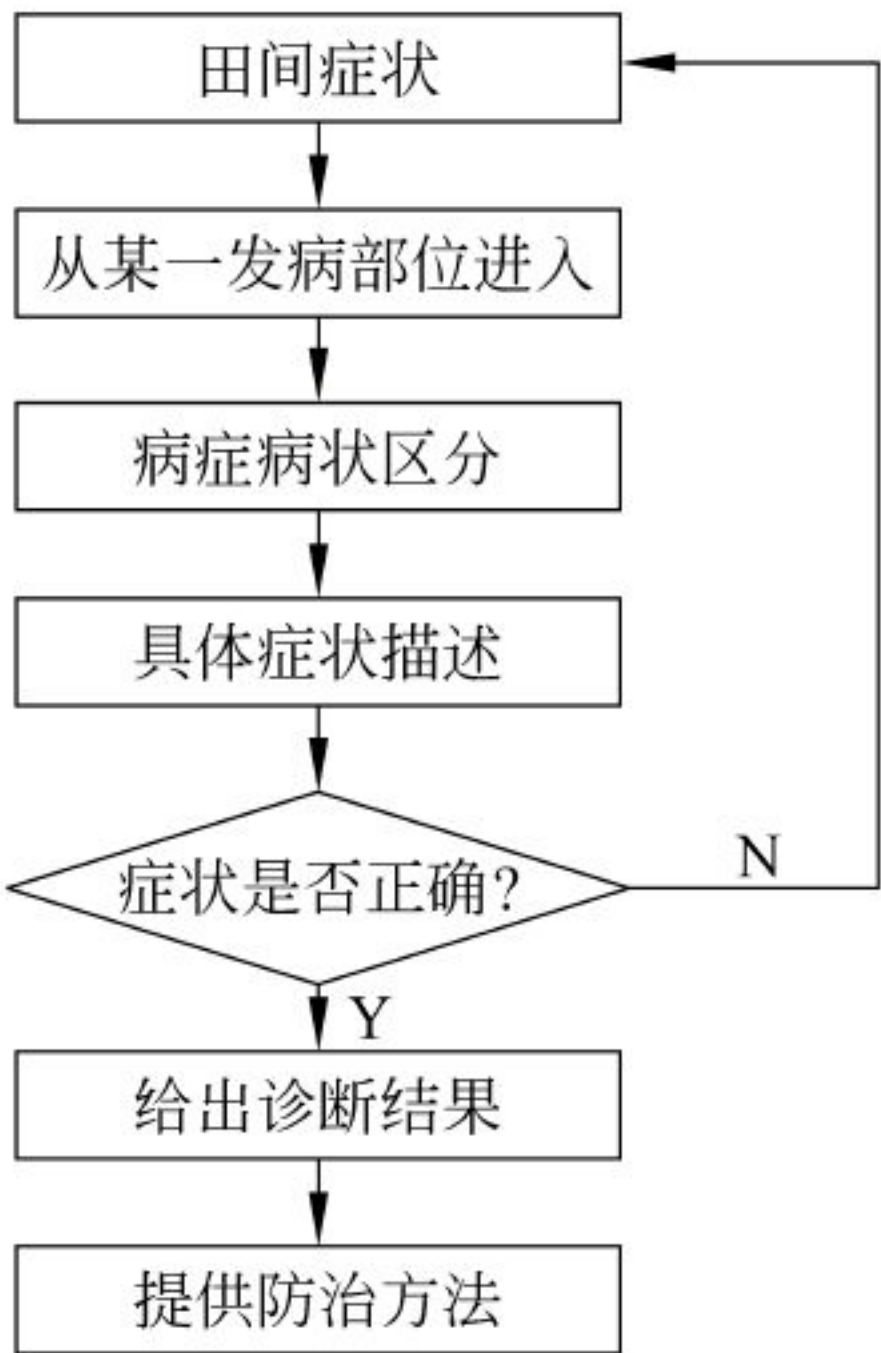 田间症状
从某一发病部位进入
病症病状区分
具体症状描述
症状是否正确?
N
Y
给出诊断结果
提供防治方法